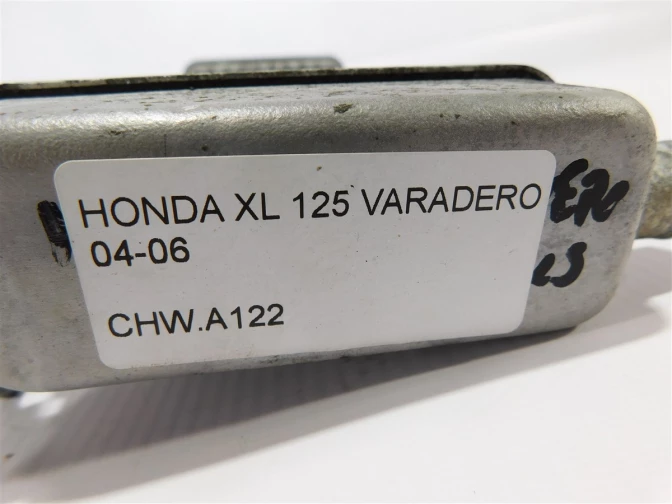 HONDA XL 125 VARADERO
04-06
CHW.A122